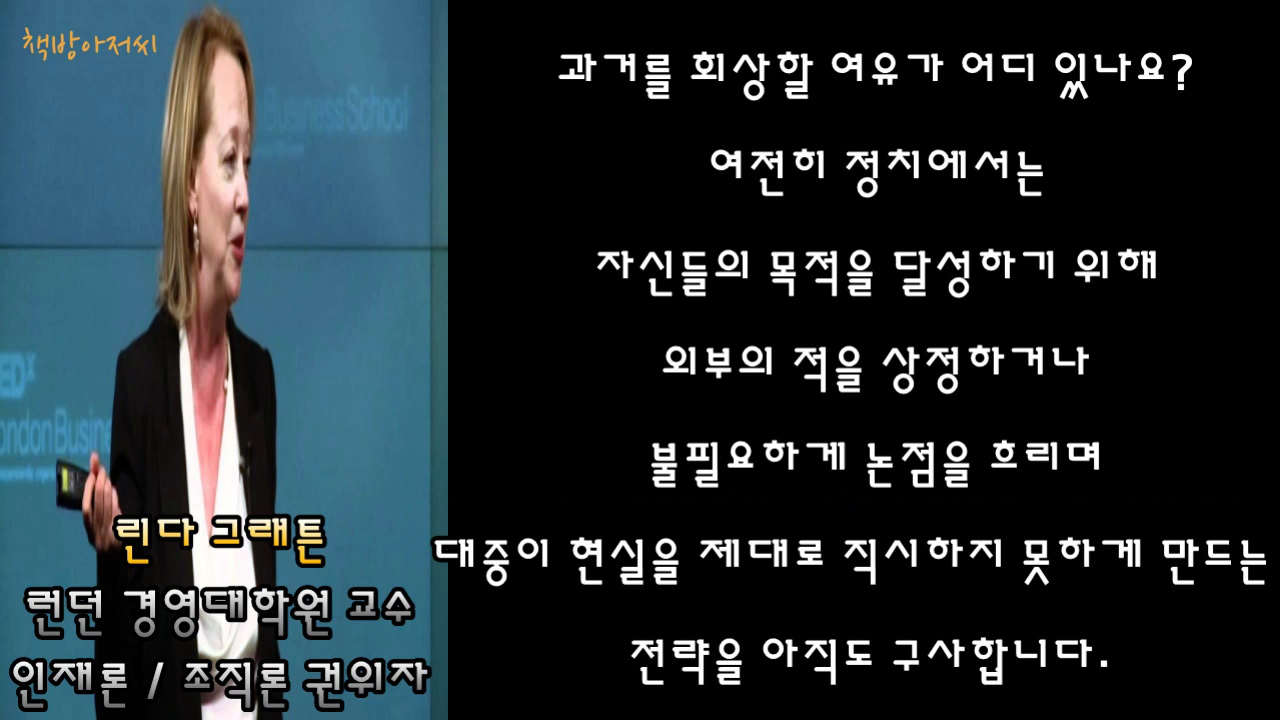 책방아저씨
Business School
EDx
ondonBusine
린다 그래튼
런던 경영대학원 교수
인재론 / 조직론 권위자
과거를 회상할 여유가 어디 있나요?
여전히 정치에서는
자신들의 목적을 달성하기 위해
외부의 적을 상정하거나
불필요하게 논점을 흐리며
대중이 현실을 제대로 직시하지 못하게 만드는
전략을 아직도 구사합니다.